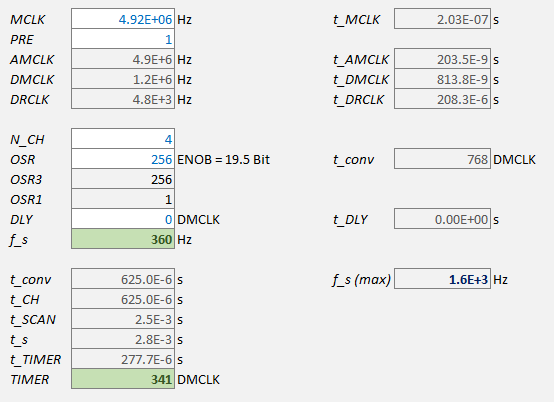 MCLK 4.92E+06 Hz t_MCLK 2.03E-07 s
PRE 1
AMCLK 4.9E+6 Hz t_AMCLK 203.5E-9 s
DMCLK 1.2E+6 Hz t_DMCLK 813.8E-9 s
DRCLK 4.8E+3 Hz t_DRCLK 208.3E-6 s
N_CH 4
OSR 256 ENOB = 19.5 Bit t_conv 768 DMCLK
OSR3 256
OSR1 1
DLY 0 DMCLK t_DLY 0.00E+00 s
f_s 360 Hz
t_conv 625.0E-6 s f_s (max) 1.6E+3 Hz
t_CH 625.0E-6 s
t_SCAN 2.5E-3 s
t_s 2.8E-3 s
t_TIMER 277.7E-6 s
TIMER 341 DMCLK